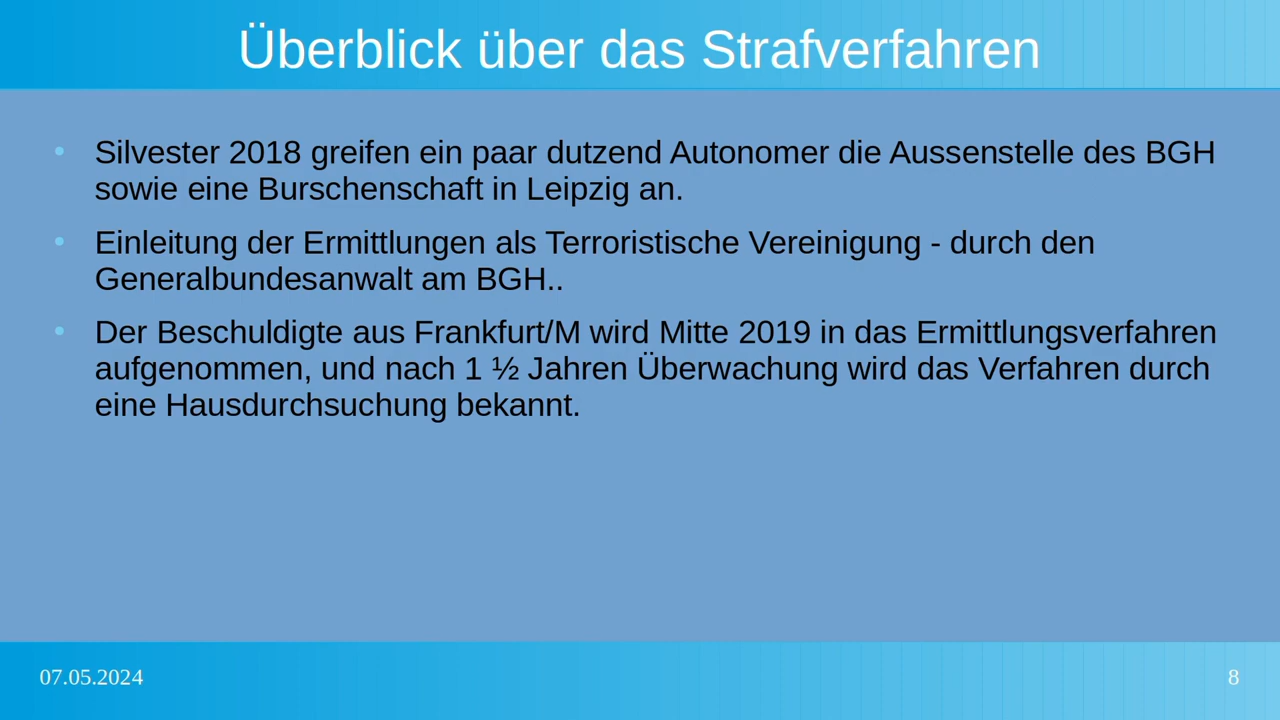 Überblick über das Strafverfahren
• Silvester 2018 greifen ein paar dutzend Autonomer die Aussenstelle des BGH
sowie eine Burschenschaft in Leipzig an.
• Einleitung der Ermittlungen als Terroristische Vereinigung - durch den
Generalbundesanwalt am BGH..
• Der Beschuldigte aus Frankfurt/M wird Mitte 2019 in das Ermittlungsverfahren
aufgenommen, und nach 1 ½ Jahren Überwachung wird das Verfahren durch
eine Hausdurchsuchung bekannt.
07.05.2024
8